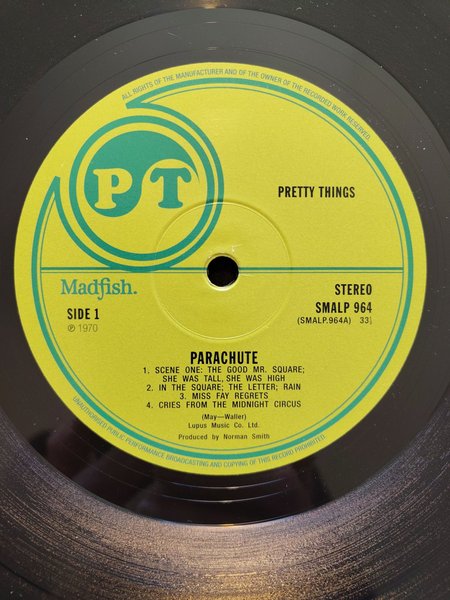 ALL RIGHTS OF THE MANUFACTURER AND OF THE OWNER OF THE RECORDED WORK RESERVED
PT
PRETTY THINGS
Madfish.
STEREO
SIDE 1
SMALP 964
℗ 1970
(SMALP.964A) 33⅓
PARACHUTE
1. SCENE ONE: THE GOOD MR. SQUARE;
SHE WAS TALL, SHE WAS HIGH
2. IN THE SQUARE; THE LETTER; RAIN
3. MISS FAY REGRETS
4. CRIES FROM THE MIDNIGHT CIRCUS
(May—Waller)
Lupus Music Co. Ltd.
Produced by Norman Smith
UNAUTHORISED PUBLIC PERFORMANCE BROADCASTING AND COPYING OF THIS RECORD PROHIBITED